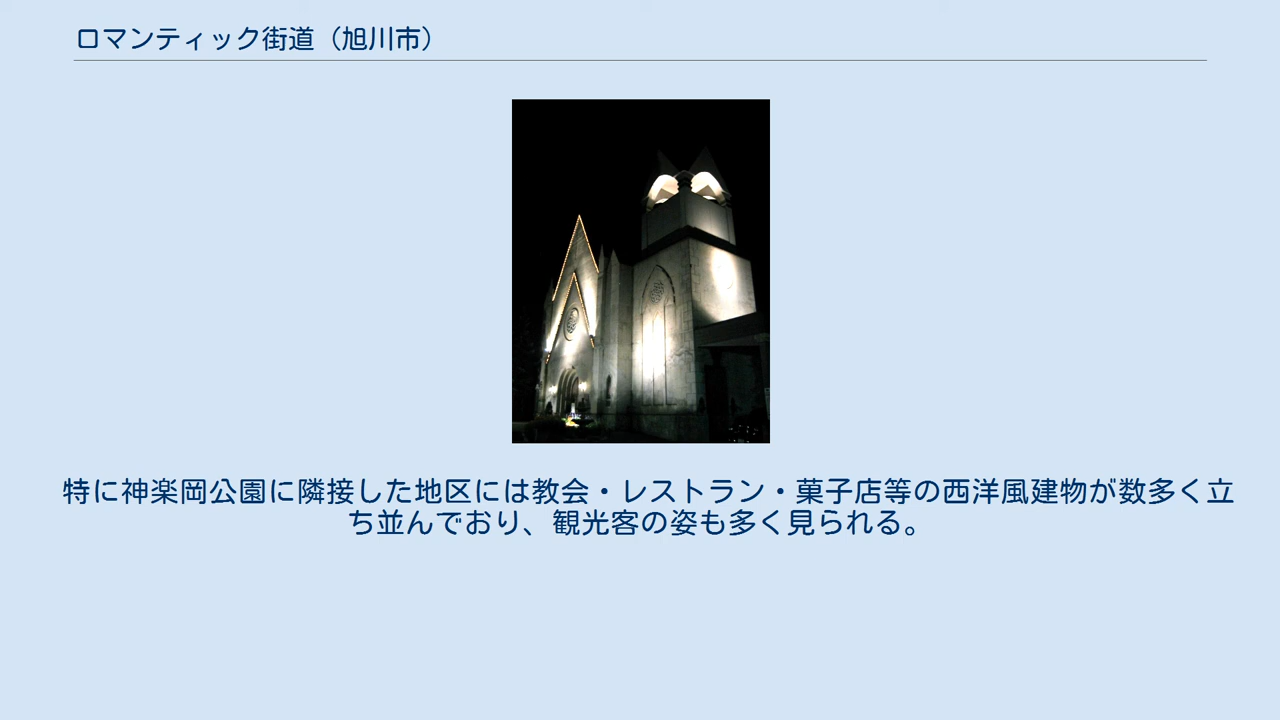 ロマンティック街道（旭川市）
特に神楽岡公園に隣接した地区には教会・レストラン・菓子店等の西洋風建物が数多く立
ち並んでおり、観光客の姿も多く見られる。